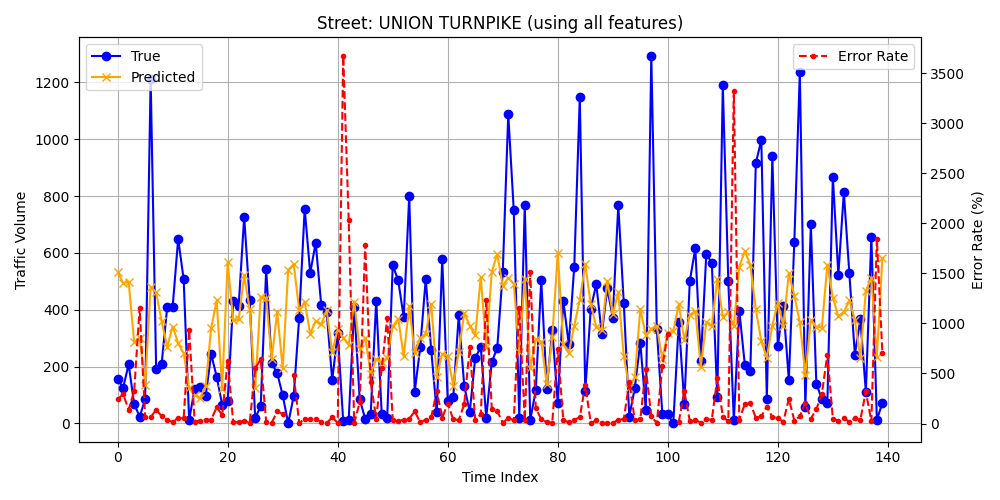 Street: UNION TURNPIKE (using all features)
True
Predicted
Error Rate
Traffic Volume
0
200
400
600
800
1000
1200
0
500
1000
1500
2000
2500
3000
3500
Error Rate (%)
0 20 40 60 80 100 120 140
Time Index